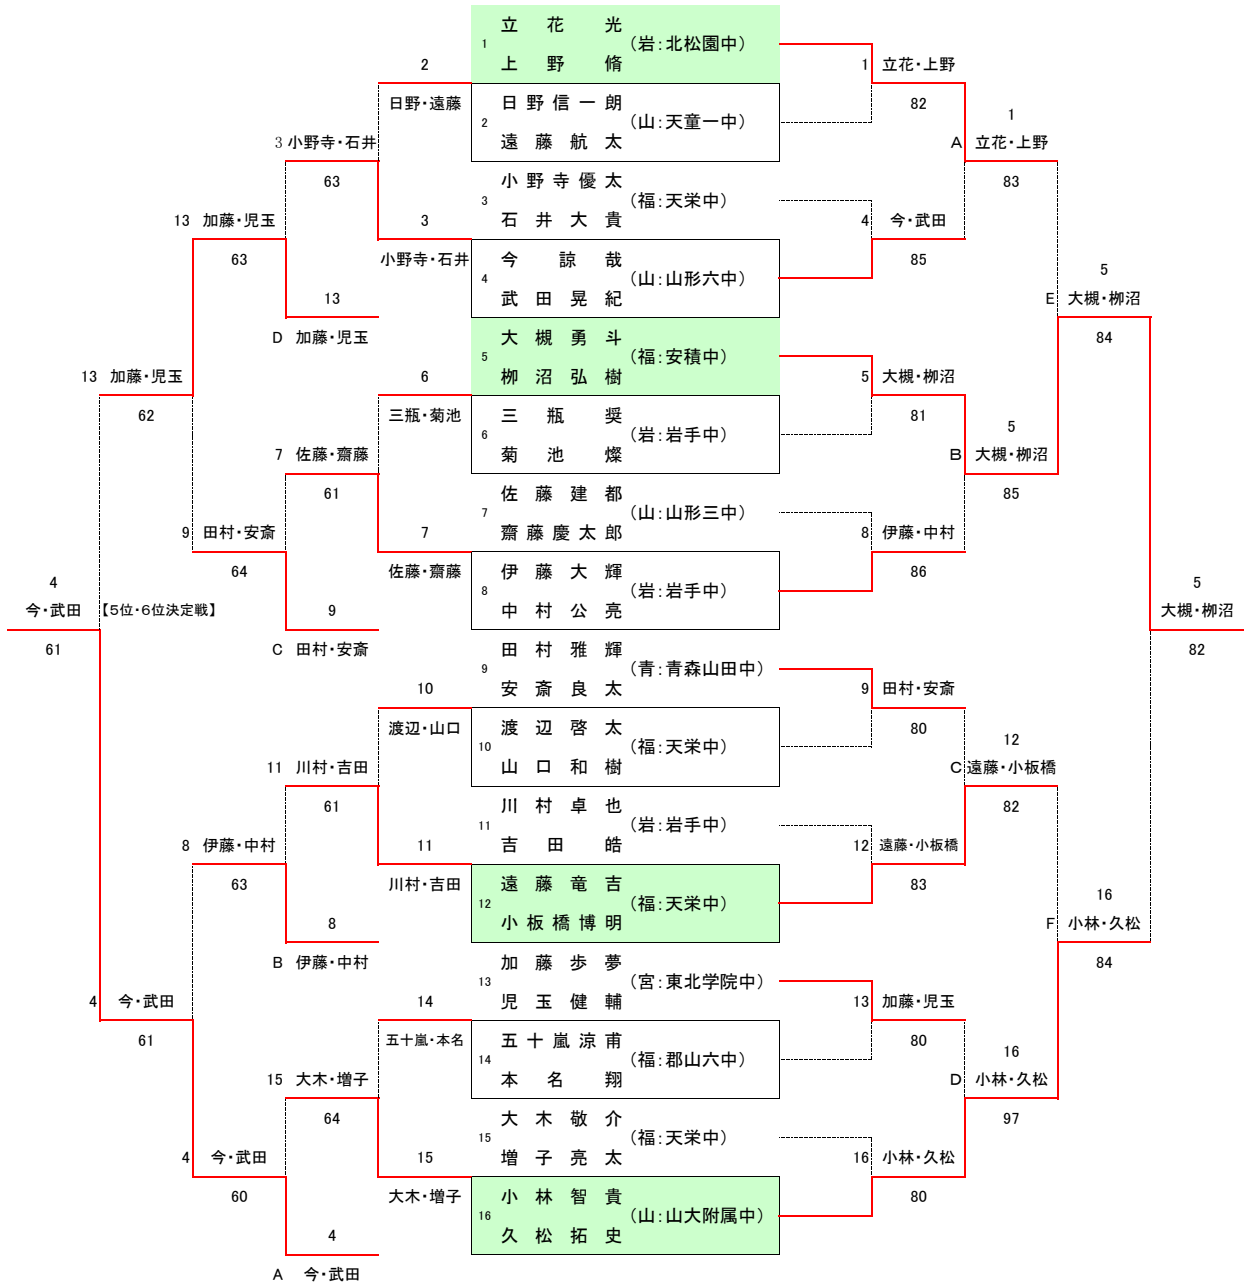 立花光
1
(岩:北松園中)
上野脩
2
1 立花・上野
日野・遠藤
82
日野信一朗
2
(山:天童一中)
遠藤航太
1
3 小野寺・石井
A 立花・上野
63
83
小野寺優太
3
(福:天栄中)
石井大貴
13 加藤・児玉
3
4 今・武田
63
小野寺・石井
85
今諒哉
4
(山:山形六中)
武田晃紀
5
13
E 大槻・柳沼
D 加藤・児玉
84
大槻勇斗
5
(福:安積中)
柳沼弘樹
13 加藤・児玉
6
5 大槻・柳沼
62
三瓶・菊池
81
三瓶奨
6
(岩:岩手中)
菊池燦
5
7 佐藤・齋藤
B 大槻・柳沼
61
85
佐藤建都
7
(山:山形三中)
齋藤慶太郎
9 田村・安斎
7
8 伊藤・中村
64
佐藤・齋藤
86
伊藤大輝
8
(岩:岩手中)
中村公亮
4
今・武田
【5位・6位決定戦】
61
9
C 田村・安斎
5
大槻・柳沼
82
田村雅輝
9
(青:青森山田中)
安斎良太
10
9 田村・安斎
渡辺・山口
80
渡辺啓太
10
(福:天栄中)
山口和樹
12
11 川村・吉田
C 遠藤・小板橋
61
82
川村卓也
11
(岩:岩手中)
吉田皓
8 伊藤・中村
11
12 遠藤・小板橋
63
川村・吉田
83
遠藤竜吉
12
(福:天栄中)
小板橋博明
16
8
F 小林・久松
B 伊藤・中村
84
加藤歩夢
13
(宮:東北学院中)
児玉健輔
4 今・武田
14
13 加藤・児玉
61
五十嵐・本名
80
五十嵐涼甫
14
(福:郡山六中)
本名翔
16
15 大木・増子
D 小林・久松
64
97
大木敬介
15
(福:天栄中)
増子亮太
4 今・武田
15
16 小林・久松
60
大木・増子
80
小林智貴
16
(山:山大附属中)
久松拓史
4
A 今・武田